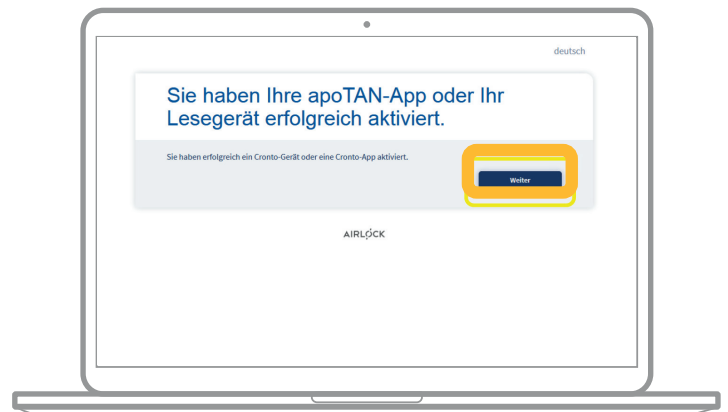 deutsch
Sie haben Ihre apoTAN-App oder Ihr
Lesegerät erfolgreich aktiviert.
Sie haben erfolgreich ein Cronto-Gerät oder eine Cronto-App aktiviert.
Weiter
AIRLOCK